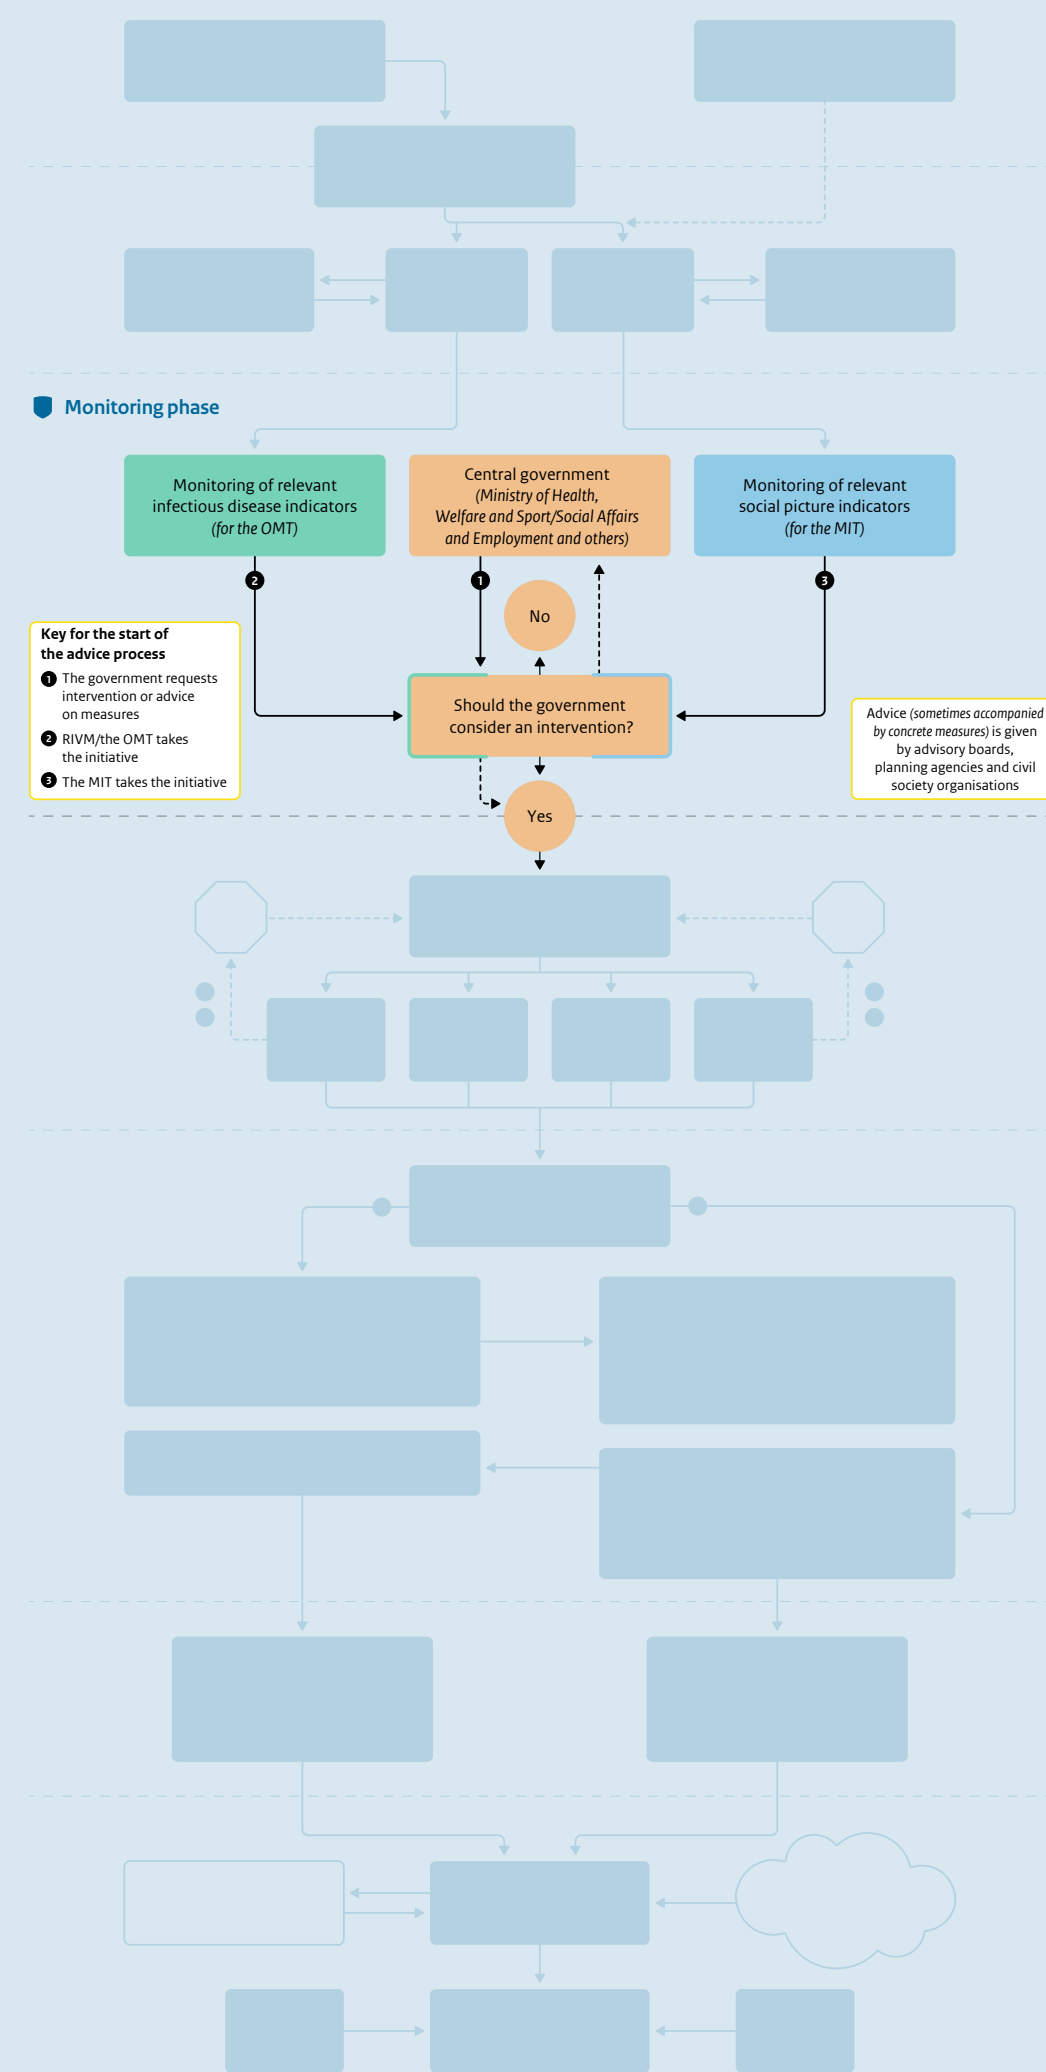 Monitoring phase
Monitoring of relevant
infectious disease indicators
(for the OMT)
Central government
(Ministry of Health,
Welfare and Sport/Social Affairs
and Employment and others)
Monitoring of relevant
social picture indicators
(for the MIT)
2
1
3
No
Key for the start of
the advice process
1 The government requests
intervention or advice
on measures
2 RIVM/the OMT takes
the initiative
3 The MIT takes the initiative
Should the government
consider an intervention?
Advice (sometimes accompanied
by concrete measures) is given
by advisory boards,
planning agencies and civil
society organisations
Yes